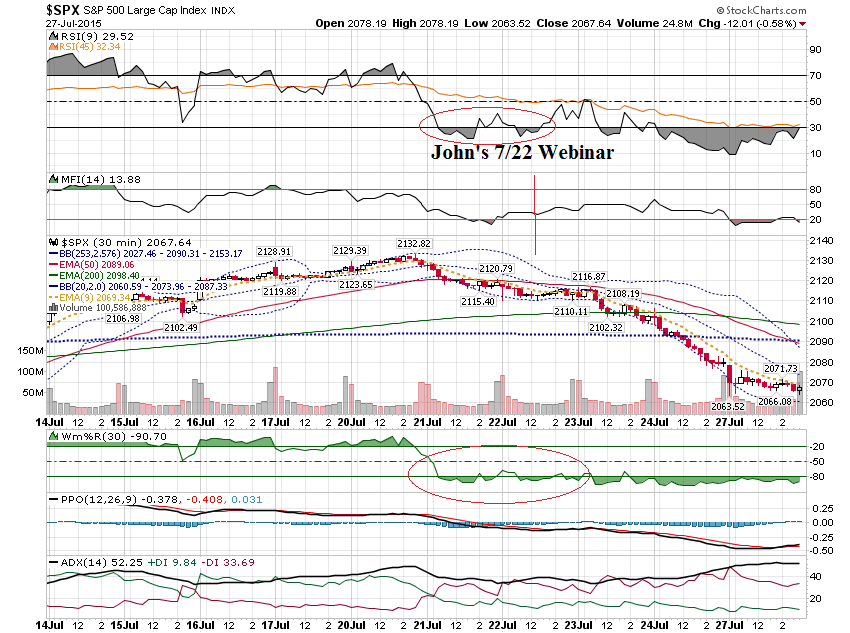 $SPX S&P 500 Large Cap Index INDX © StockCharts.com
27-Jul-2015 Open 2078.19 High 2078.19 Low 2063.52 Close 2067.64 Volume 24.8M Chg -12.01 (-0.58%)
RSI(9) 29.52
RSI(45) 32.34
90
70
50
30
10
John's 7/22 Webinar
MFI(14) 13.88
80
50
20
$SPX (30 min) 2067.64
BB(253,2.576) 2027.46 - 2090.31 - 2153.17
EMA(50) 2089.06
EMA(200) 2098.40
BB(20,2.0) 2060.59 - 2073.96 - 2087.33
EMA(9) 2069.34
Volume 100,586,888
2128.91
2129.39
2132.82
2119.88
2123.65
2120.79
2115.40
2116.87
2108.19
2110.11
2102.32
2106.98
2102.49
2071.73
2063.52
2066.08
2140
2130
2120
2110
2100
2090
2080
2070
2060
150M
100M
50M
14Jul 12 2 15Jul 12 2 16Jul 12 2 17Jul 12 2 20Jul 12 2 21Jul 12 2 22Jul 12 2 23Jul 12 2 24Jul 12 2 27Jul 12 2
Wm%R(30) -90.70
-20
-50
-80
PPO(12,26,9) -0.378, -0.408, 0.031
0.25
0.00
-0.25
-0.50
ADX(14) 52.25 +DI 9.84 -DI 33.69
40
20
14Jul 12 2 15Jul 12 2 16Jul 12 2 17Jul 12 2 20Jul 12 2 21Jul 12 2 22Jul 12 2 23Jul 12 2 24Jul 12 2 27Jul 12 2